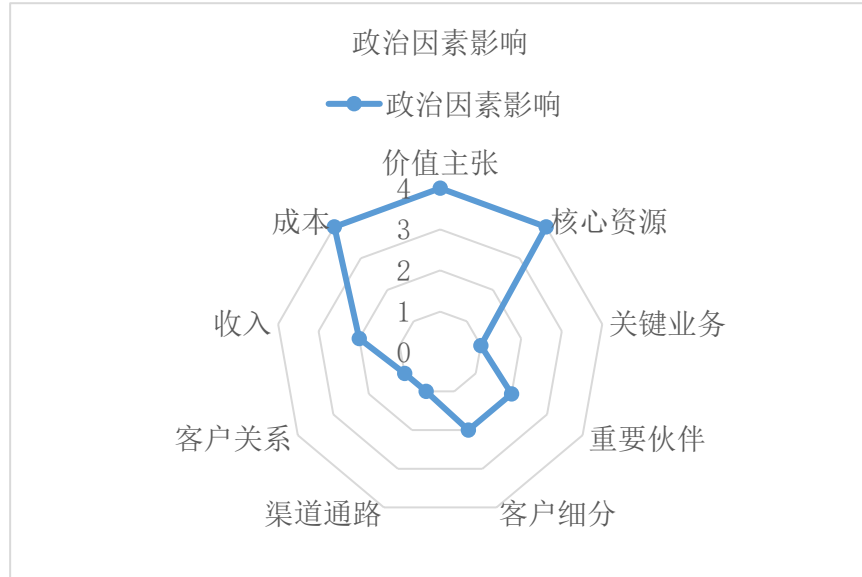 政治因素影响
政治因素影响
价值主张
4
成本
核心资源
3
2
收入
1
关键业务
0
客户关系
重要伙伴
渠道通路
客户细分